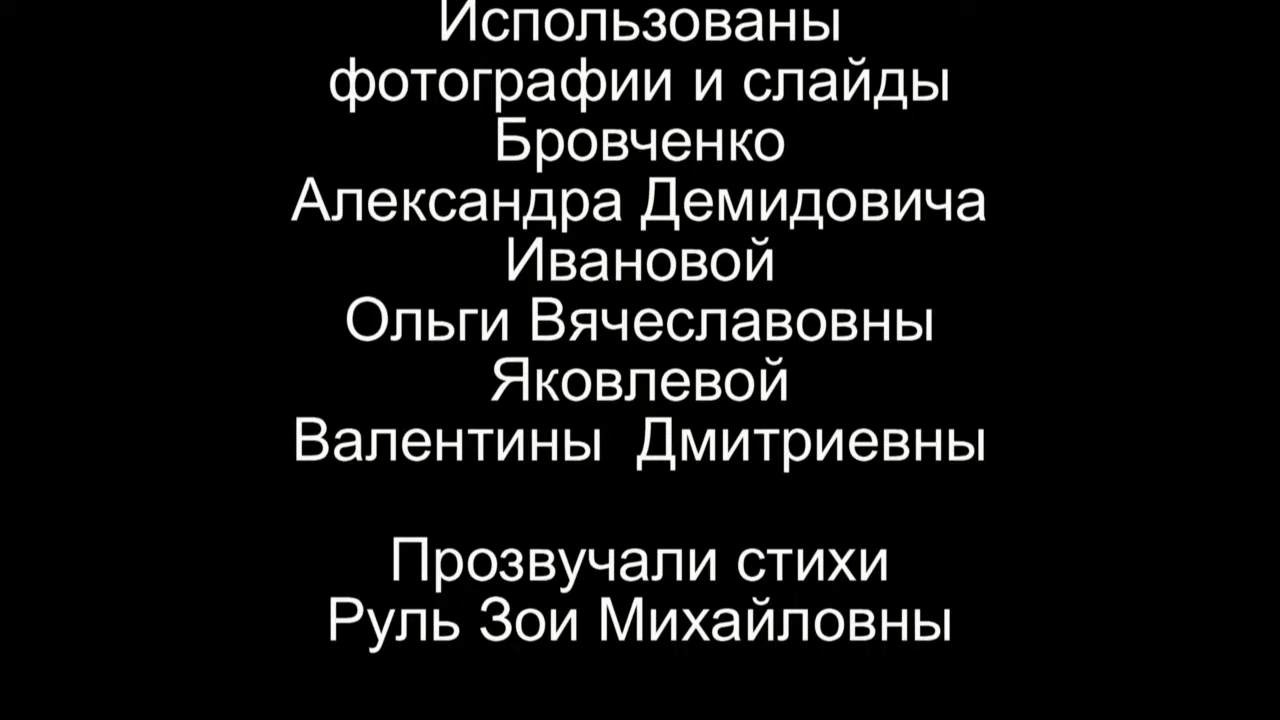 Использованы
фотографии и слайды
Бровченко
Александра Демидовича
Ивановой
Ольги Вячеславовны
Яковлевой
Валентины  Дмитриевны
Прозвучали стихи
Руль Зои Михайловны